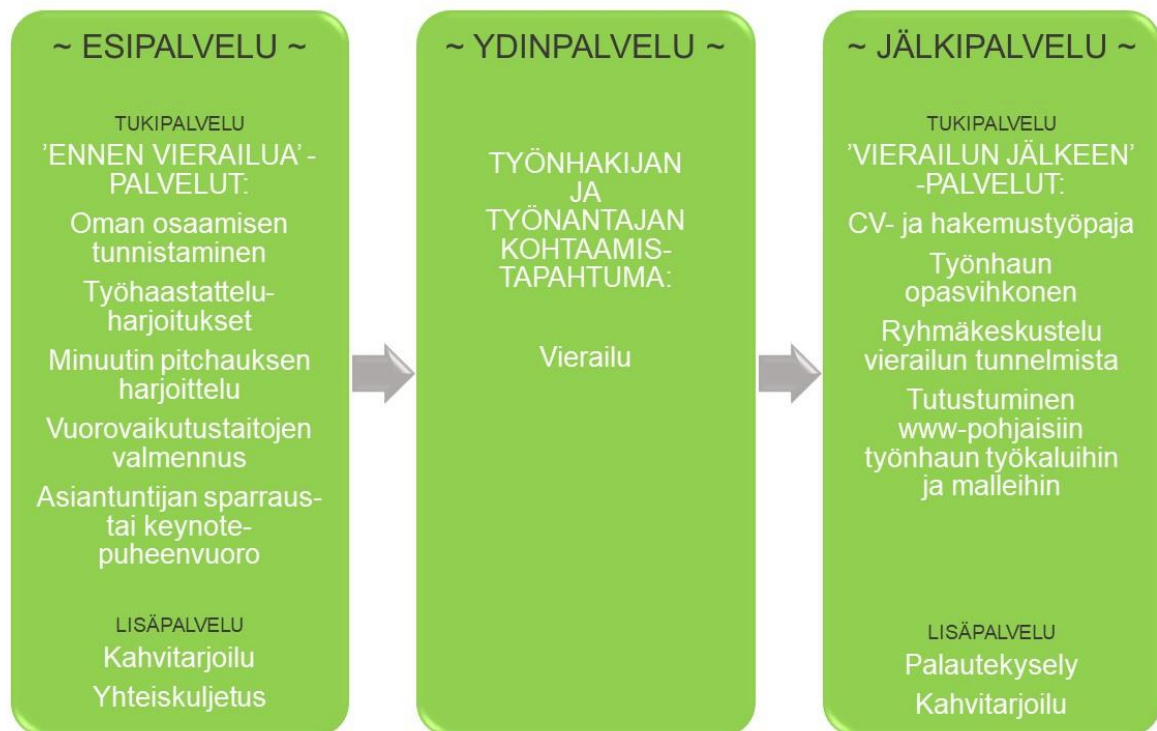 ~ ESIPALVELU ~
TUKIPALVELU
’ENNEN VIERAILUA’ -
PALVELUT:
Oman osaamisen
tunnistaminen
Työhaastattelu-
harjoitukset
Minuutin pitchauksen
harjoittelu
Vuorovaikutustaitojen
valmennus
Asiantuntijan sparraus-
tai keynote-
puheenvuoro
LISÄPALVELU
Kahvitarjoilu
Yhteiskuljetus
~ YDINPALVELU ~
TYÖNHAKIJAN
JA
TYÖNANTAJAN
KOHTAAMIS-
TAPAHTUMA:
Vierailu
~ JÄLKIPALVELU ~
TUKIPALVELU
’VIERAILUN JÄLKEEN’
-PALVELUT:
CV- ja hakemustyöpaja
Työnhaun
opasvihkonen
Ryhmäkeskustelu
vierailun tunnelmista
Tutustuminen
www-pohjaisiin
työnhaun työkaluihin
ja malleihin
LISÄPALVELU
Palautekysely
Kahvitarjoilu